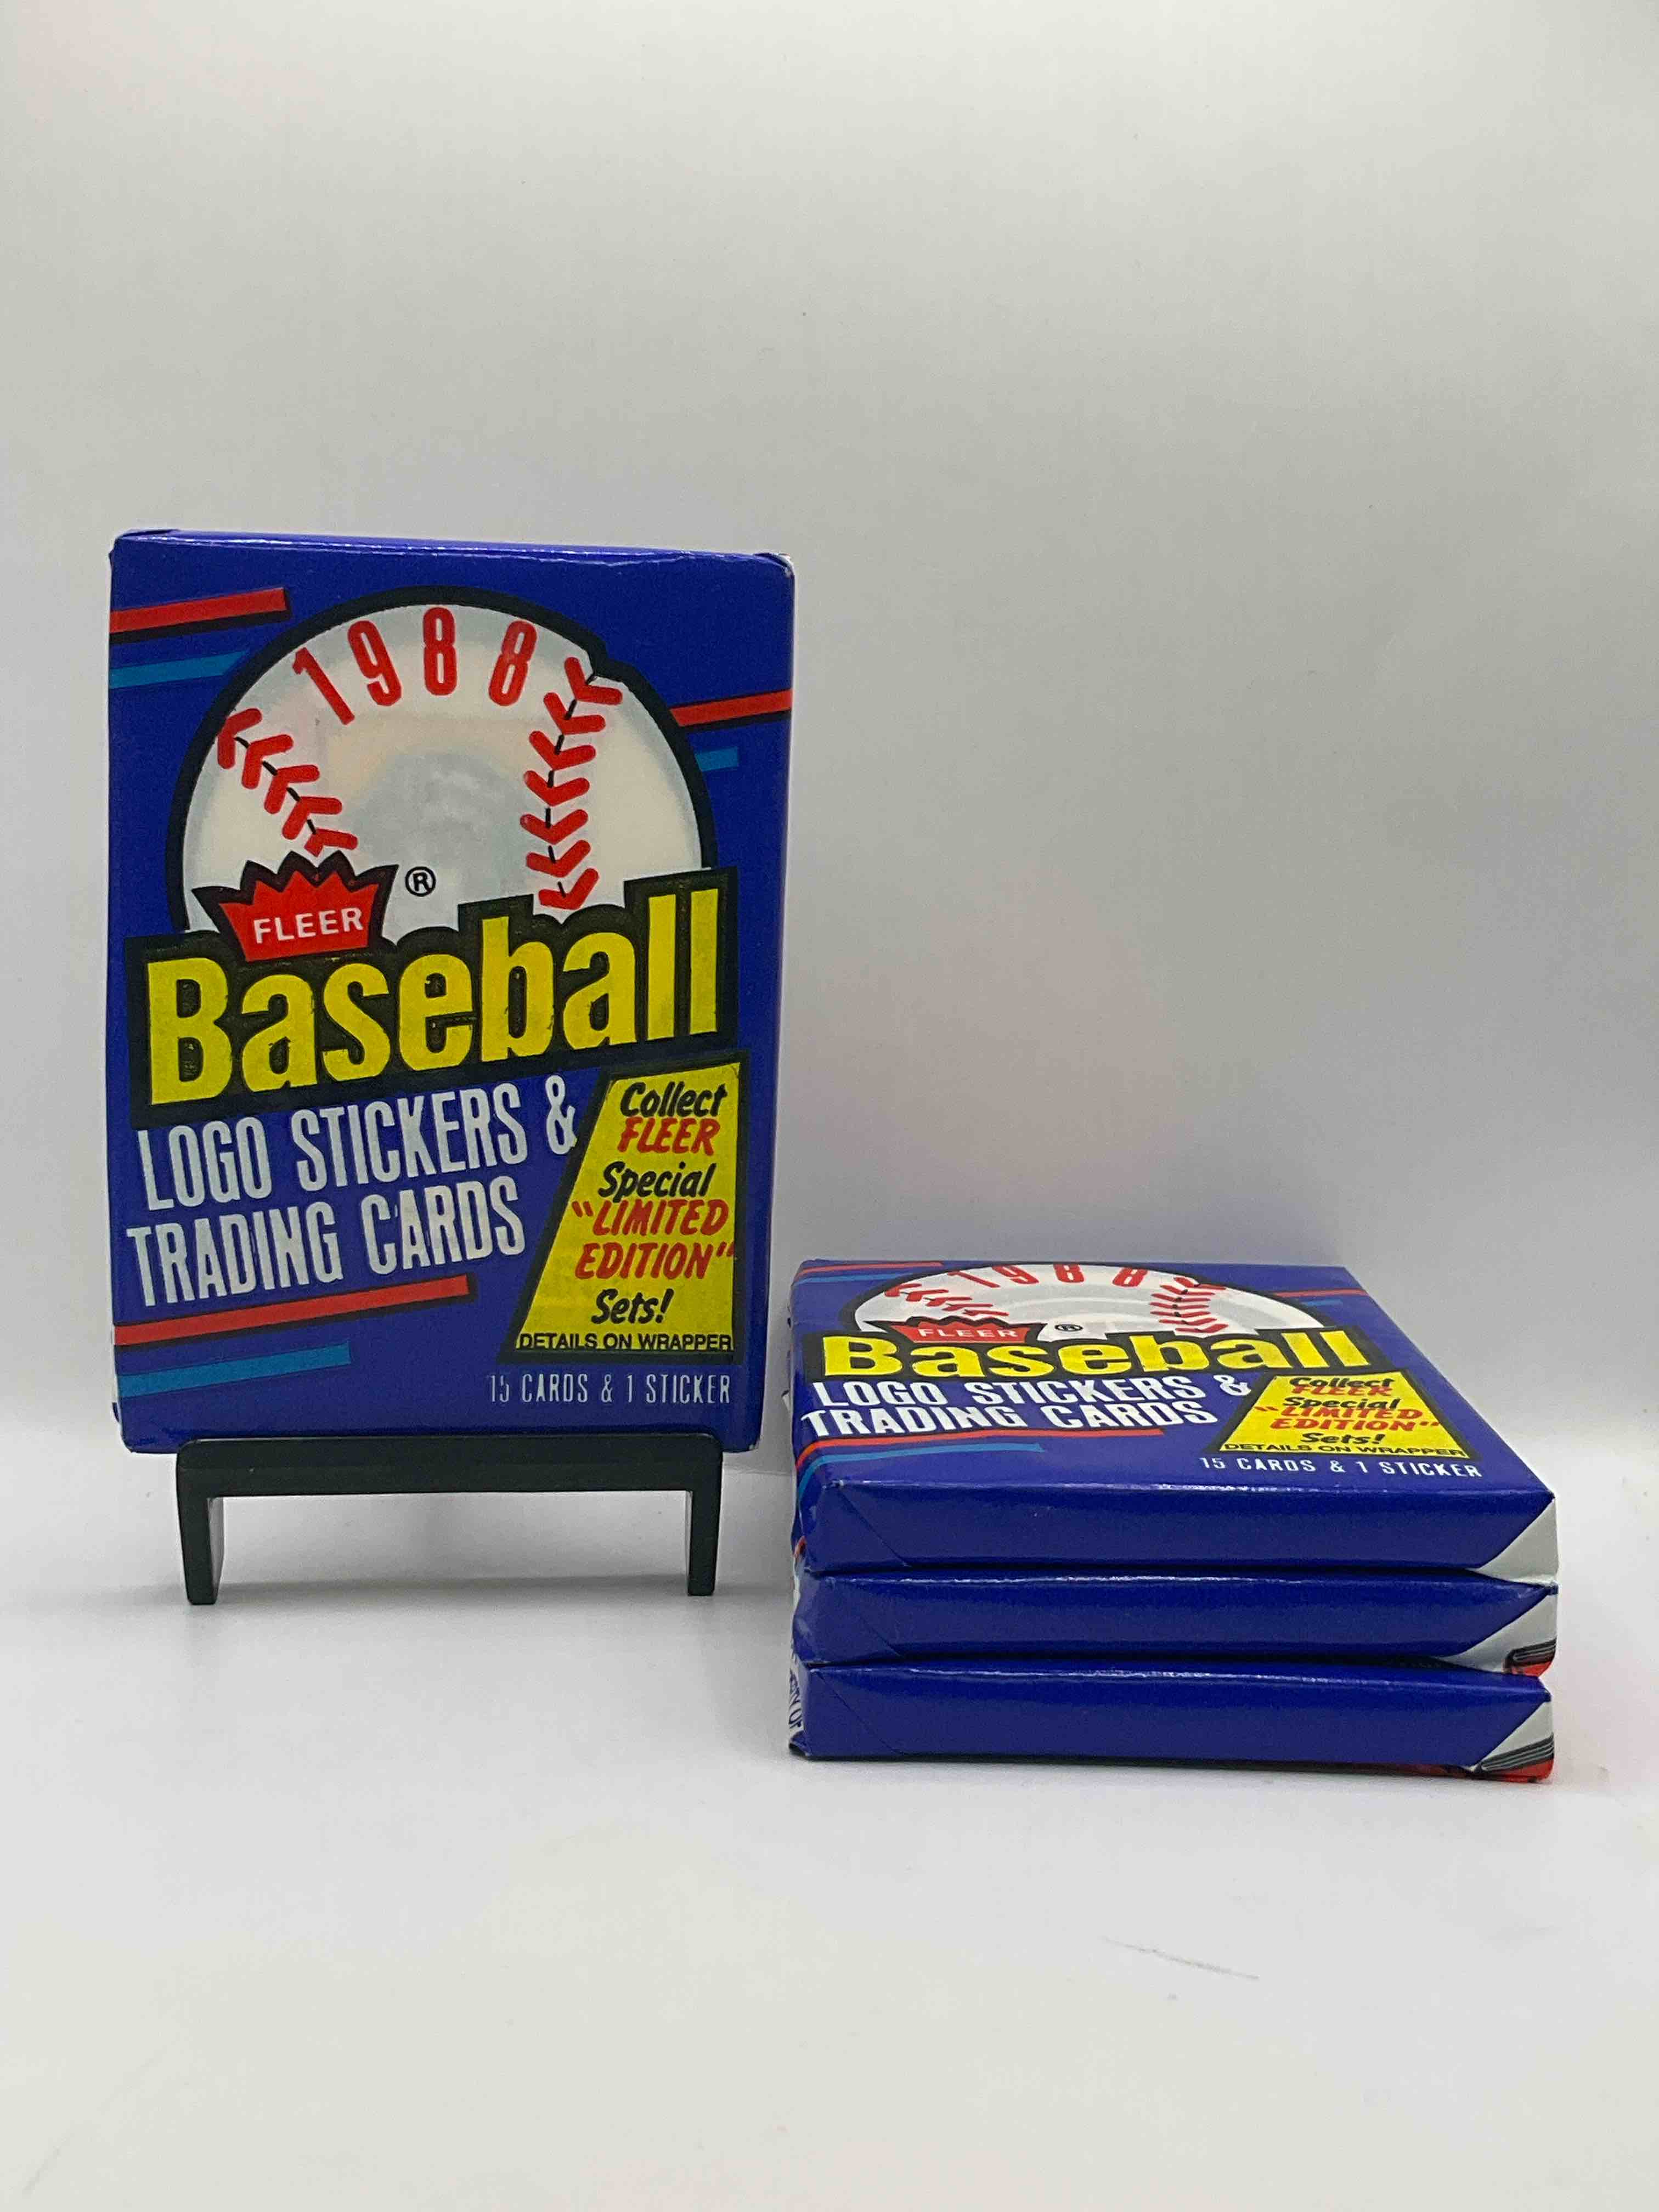 1988
FLEER ®
Baseball
LOGO STICKERS &
TRADING CARDS
Collect
FLEER
Special
"LIMITED
EDITION"
Sets!
DETAILS ON WRAPPER
15 CARDS & 1 STICKER
1988
FLEER ®
Baseball
LOGO STICKERS &
TRADING CARDS
Collect
FLEER
Special
"LIMITED
EDITION"
Sets!
DETAILS ON WRAPPER
15 CARDS & 1 STICKER